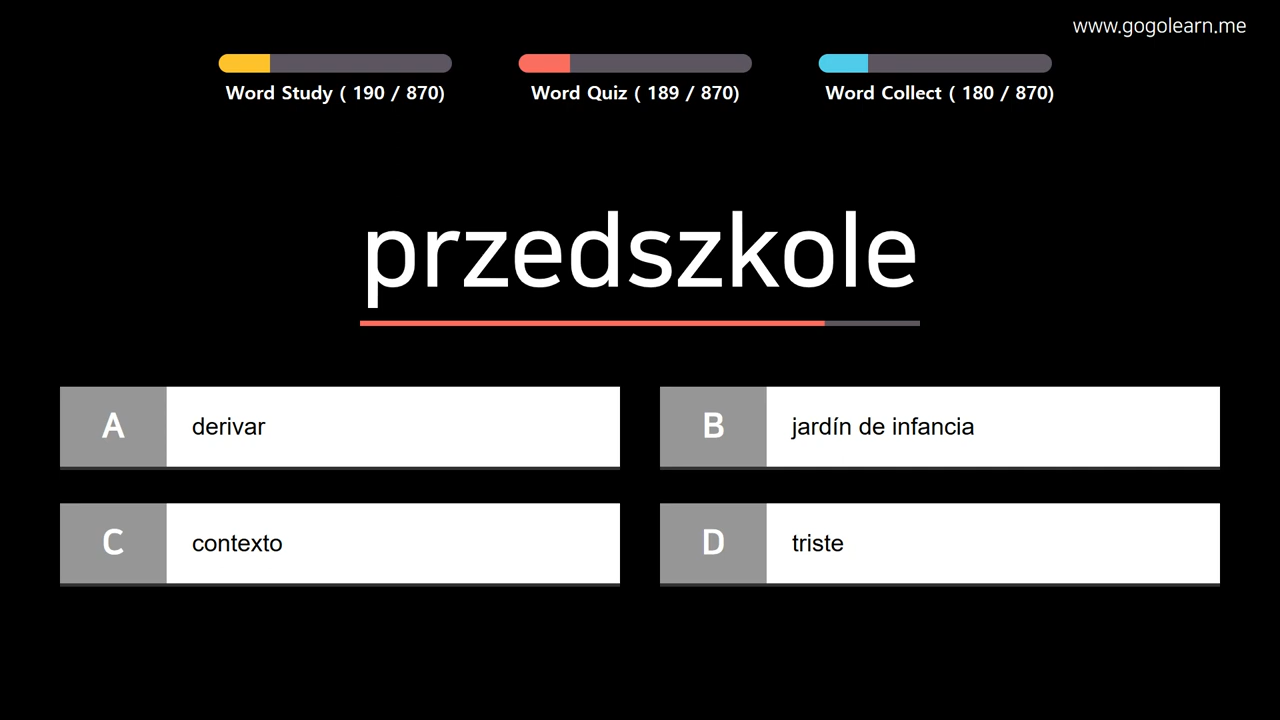 www.gogolearn.me
Word Study ( 190 / 870)
Word Quiz ( 189 / 870)
Word Collect ( 180 / 870)
przedszkole
A derivar
B jardín de infancia
C contexto
D triste